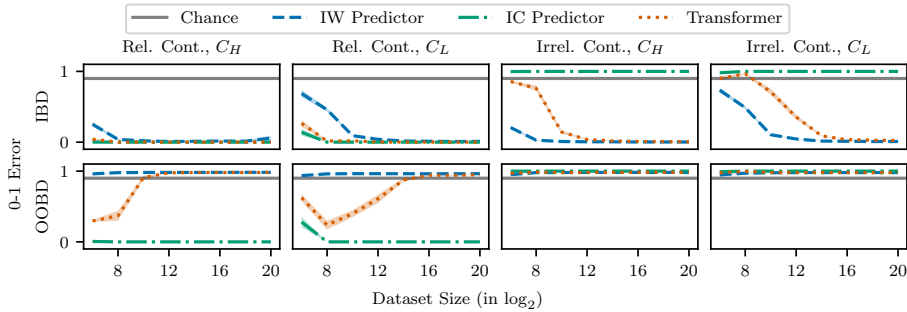 Chance IW Predictor IC Predictor Transformer
Rel. Cont., C_H Rel. Cont., C_L Irrel. Cont., C_H Irrel. Cont., C_L
0-1 Error
IBD
1
0
OOBD
1
0
8 12 16 20 8 12 16 20 8 12 16 20 8 12 16 20
Dataset Size (in log₂)